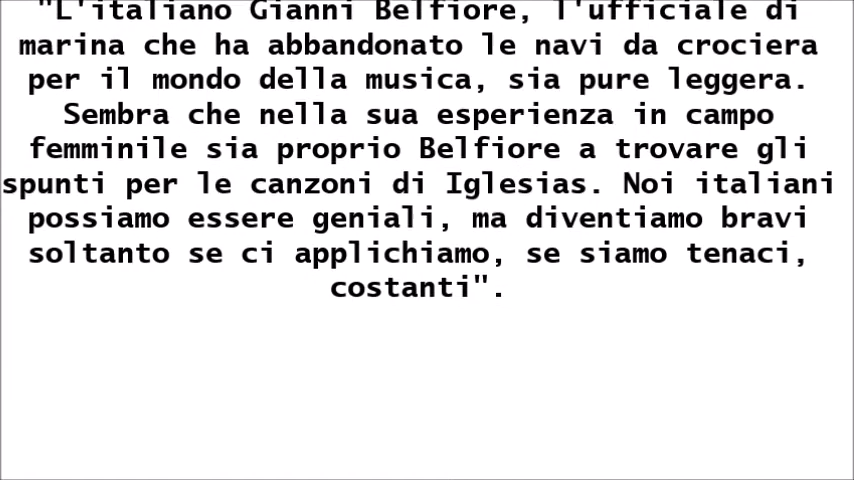 "L'italiano Gianni Belfiore, l'ufficiale di
marina che ha abbandonato le navi da crociera
per il mondo della musica, sia pure leggera.
Sembra che nella sua esperienza in campo
femminile sia proprio Belfiore a trovare gli
spunti per le canzoni di Iglesias. Noi italiani
possiamo essere geniali, ma diventiamo bravi
soltanto se ci applichiamo, se siamo tenaci,
costanti".